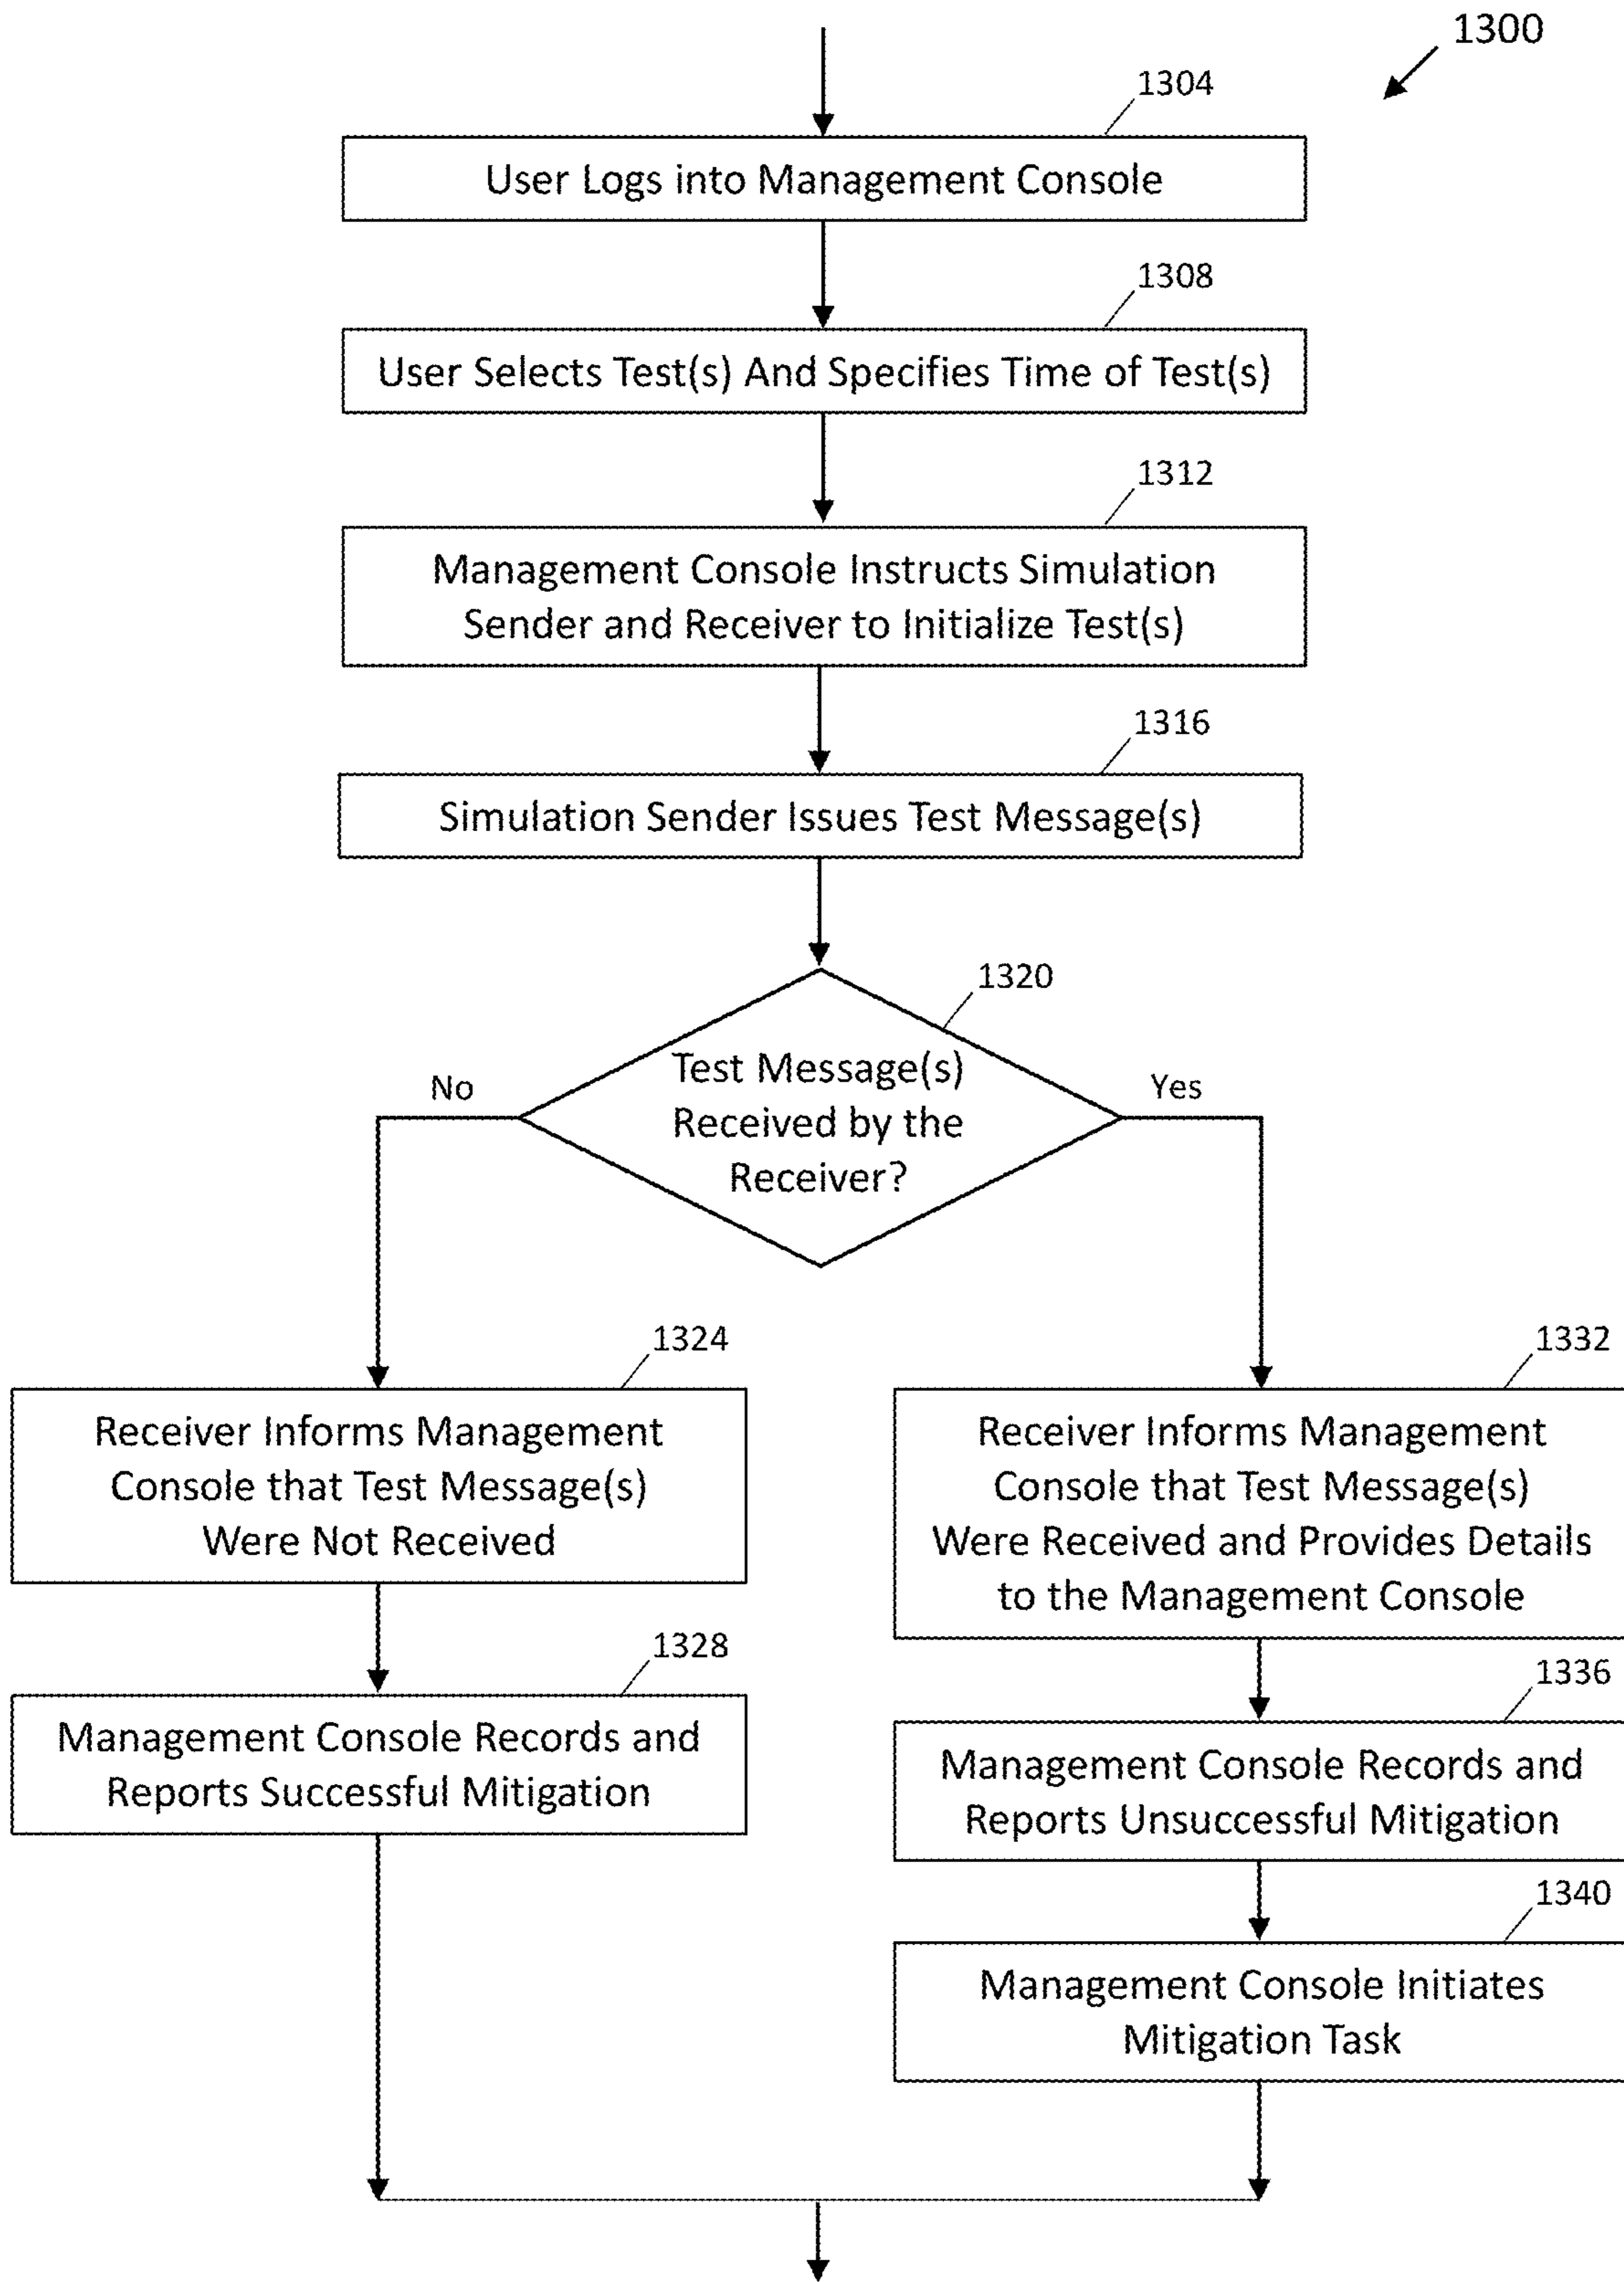 1300
1304
User Logs into Management Console
1308
User Selects Test(s) And Specifies Time of Test(s)
1312
Management Console Instructs Simulation
Sender and Receiver to Initialize Test(s)
1316
Simulation Sender Issues Test Message(s)
1320
Test Message(s)
Received by the
Receiver?
No
Yes
1324
Receiver Informs Management
Console that Test Message(s)
Were Not Received
1328
Management Console Records and
Reports Successful Mitigation
1332
Receiver Informs Management
Console that Test Message(s)
Were Received and Provides Details
to the Management Console
1336
Management Console Records and
Reports Unsuccessful Mitigation
1340
Management Console Initiates
Mitigation Task